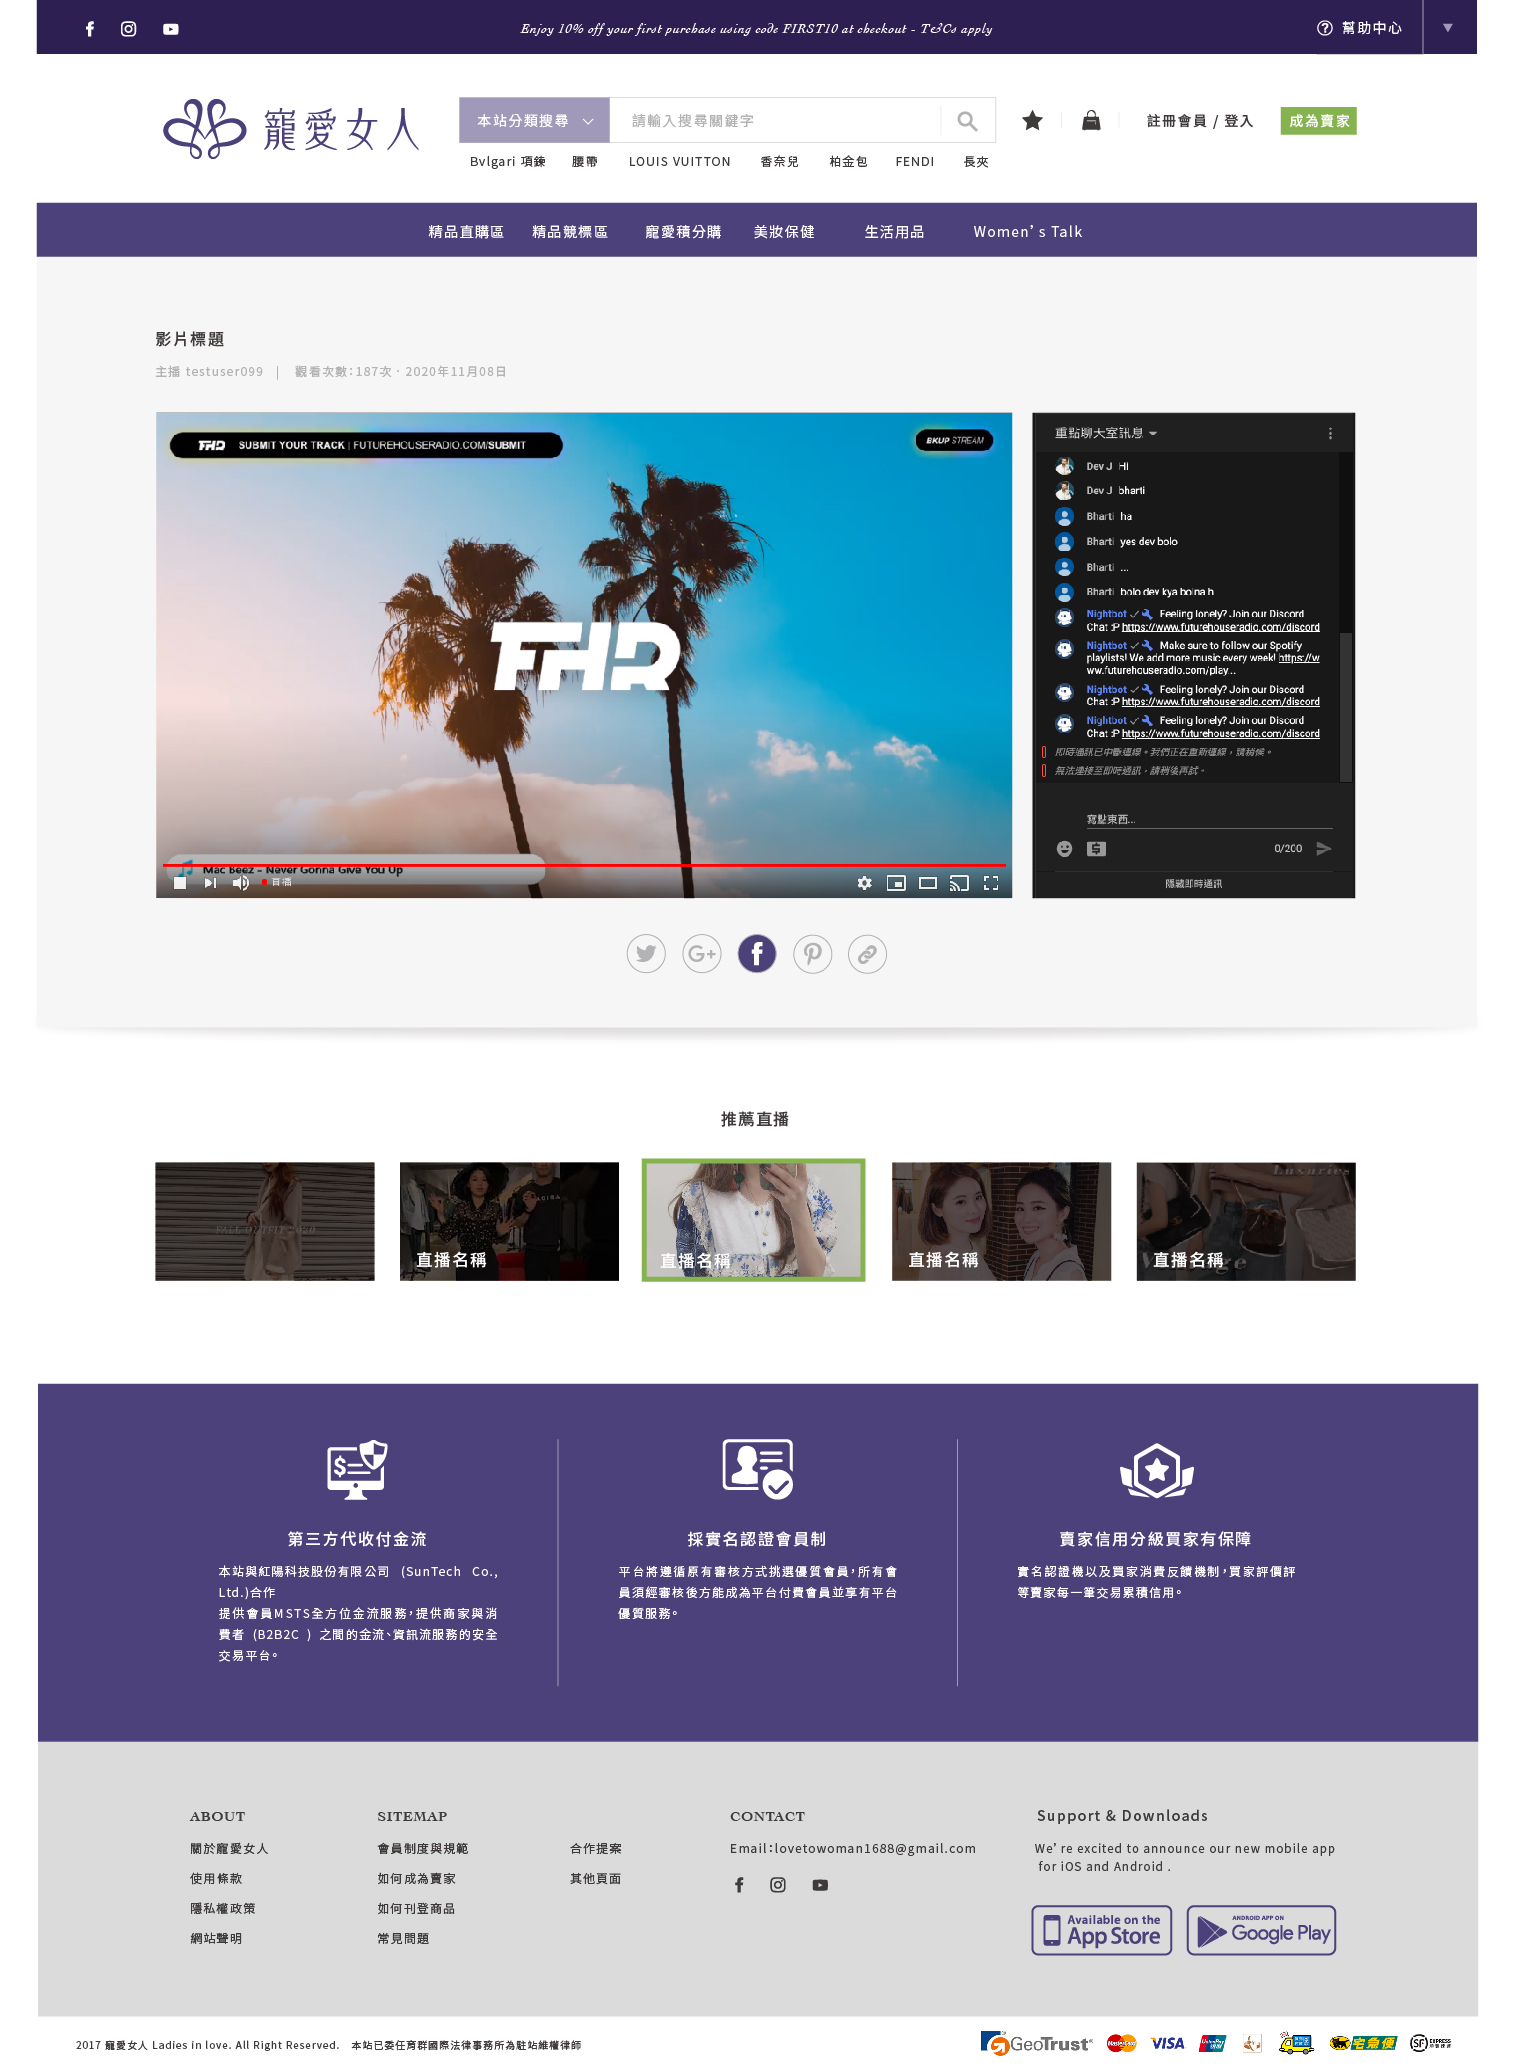 Enjoy 10% off your first purchase using code FIRST10 at checkout - T&Cs apply
幫助中心
寵愛女人
本站分類搜尋
請輸入搜尋關鍵字
註冊會員 / 登入
成為賣家
Bvlgari 項鍊 腰帶 LOUIS VUITTON 香奈兒 柏金包 FENDI 長夾
精品直購區 精品競標區 寵愛積分購 美妝保健 生活用品 Women’s Talk
影片標題
主播 testuser099 | 觀看次數：187次 · 2020年11月08日
FHD SUBMIT YOUR TRACK | FUTUREHOUSERADIO.COM/SUBMIT
BKUP STREAM
FHR
Mac Beez - Never Gonna Give You Up
直播
重點聊天室訊息
Dev J Hi
Dev J bharti
Bharti ha
Bharti yes dev bolo
Bharti ...
Bharti bolo dev kya bolna h
Nightbot Feeling lonely? Join our Discord
Chat :P https://www.futurehouseradio.com/discord
Nightbot Make sure to follow our Spotify
playlists! We add more music every week! https://w
ww.futurehouseradio.com/play...
Nightbot Feeling lonely? Join our Discord
Chat :P https://www.futurehouseradio.com/discord
Nightbot Feeling lonely? Join our Discord
Chat :P https://www.futurehouseradio.com/discord
即時通訊已中斷連線。我們正在重新連線，請稍候。
無法連接至即時通訊，請稍後再試。
寫點東西...
0/200
隱藏即時通訊
推薦直播
直播名稱
直播名稱
直播名稱
直播名稱
第三方代收付金流
本站與紅陽科技股份有限公司 (SunTech Co.,
Ltd.)合作
提供會員MSTS全方位金流服務，提供商家與消
費者 (B2B2C ) 之間的金流、資訊流服務的安全
交易平台。
採實名認證會員制
平台將遵循原有審核方式挑選優質會員，所有會
員須經審核後方能成為平台付費會員並享有平台
優質服務。
賣家信用分級買家有保障
實名認證機以及買家消費反饋機制，買家評價評
等賣家每一筆交易累積信用。
ABOUT
關於寵愛女人
使用條款
隱私權政策
網站聲明
SITEMAP
會員制度與規範
如何成為賣家
如何刊登商品
常見問題
合作提案
其他頁面
CONTACT
Email：lovetowoman1688@gmail.com
Support & Downloads
We’re excited to announce our new mobile app
for iOS and Android .
Available on the
App Store
ANDROID APP ON
Google Play
2017 寵愛女人 Ladies in love. All Right Reserved. 本站已委任育群國際法律事務所為駐站維權律師
GeoTrust
MasterCard
VISA
UnionPay
宅急便
SF EXPRESS